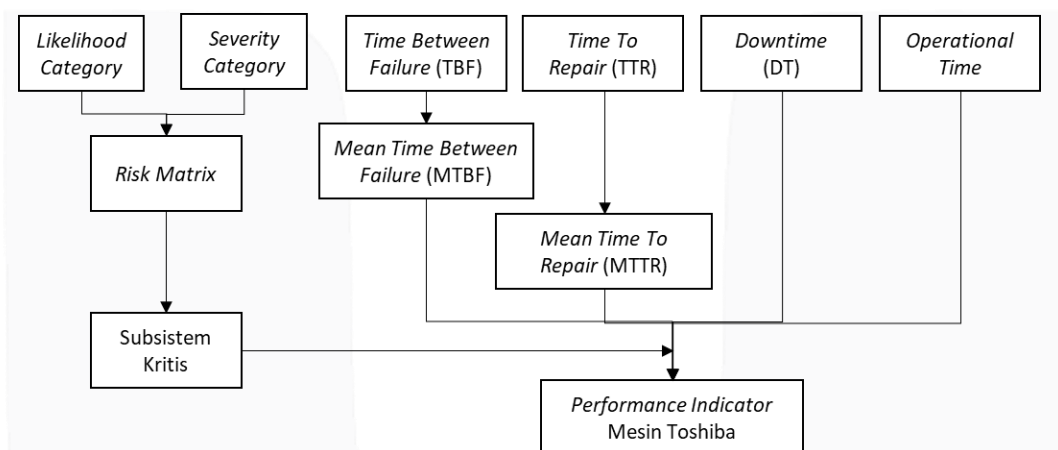 Likelihood
Category
Severity
Category
Time Between
Failure (TBF)
Time To
Repair (TTR)
Downtime
(DT)
Operational
Time
Risk Matrix
Mean Time Between
Failure (MTBF)
Mean Time To
Repair (MTTR)
Subsistem
Kritis
Performance Indicator
Mesin Toshiba